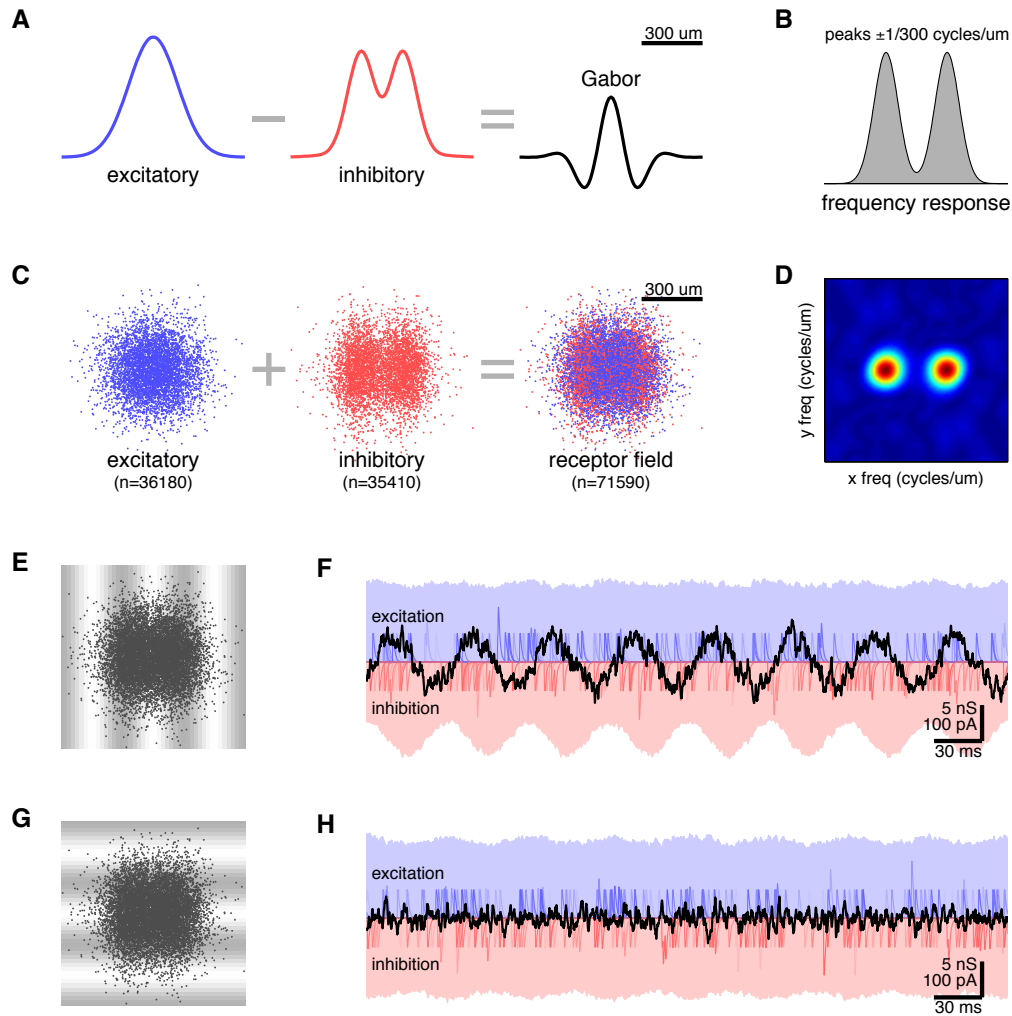 A
300 um
Gabor
excitatory
inhibitory
B
peaks ±1/300 cycles/um
frequency response
C
300 um
excitatory
(n=36180)
inhibitory
(n=35410)
receptor field
(n=71590)
D
y freq (cycles/um)
x freq (cycles/um)
E
F
excitation
inhibition
5 nS
100 pA
30 ms
G
H
excitation
inhibition
5 nS
100 pA
30 ms